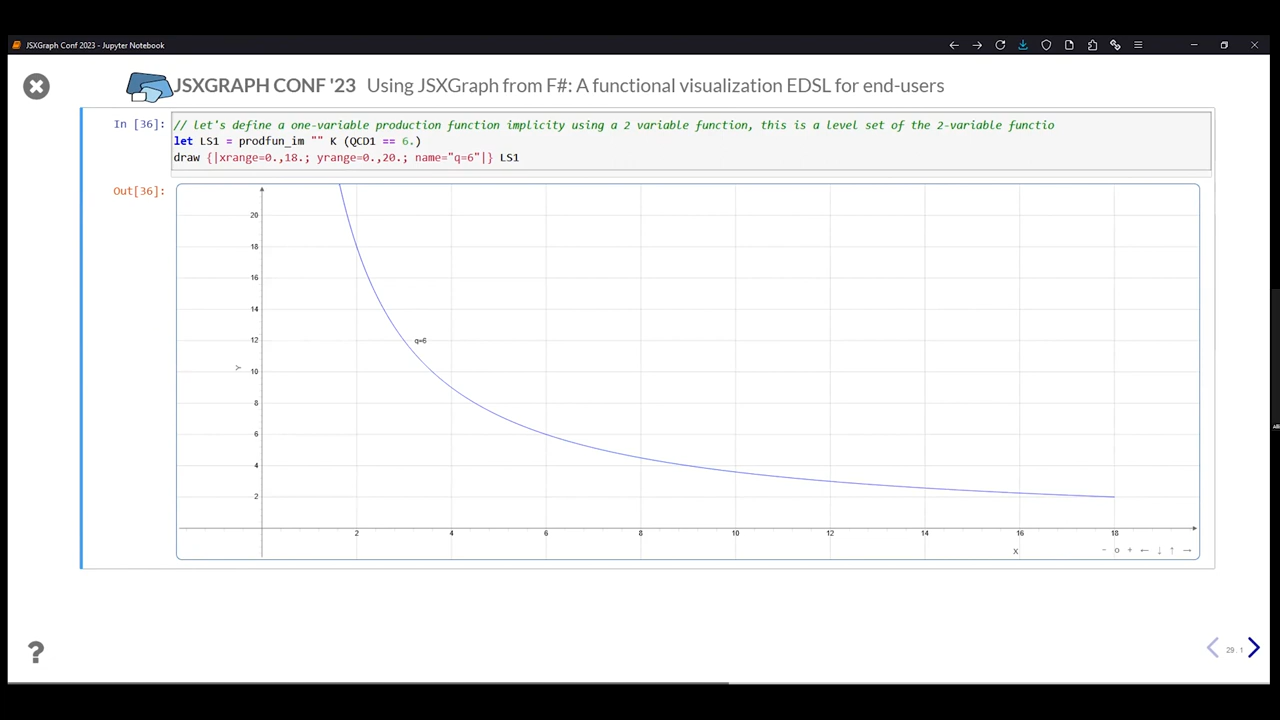 JSXGraph Conf 2023 - Jupyter Notebook
JSXGRAPH CONF '23 Using JSXGraph from F#: A functional visualization EDSL for end-users
In [36]:
// let's define a one-variable production function implicity using a 2 variable function, this is a level set of the 2-variable functio
let LS1 = prodfun_im "" K (QCD1 == 6.)
draw {|xrange=0.,18.; yrange=0.,20.; name="q=6"|} LS1
Out[36]:
20
18
16
14
12
q=6
Y
10
8
6
4
2
2 4 6 8 10 12 14 16 18
X
- o + ← ↓ ↑ →
?
29.1